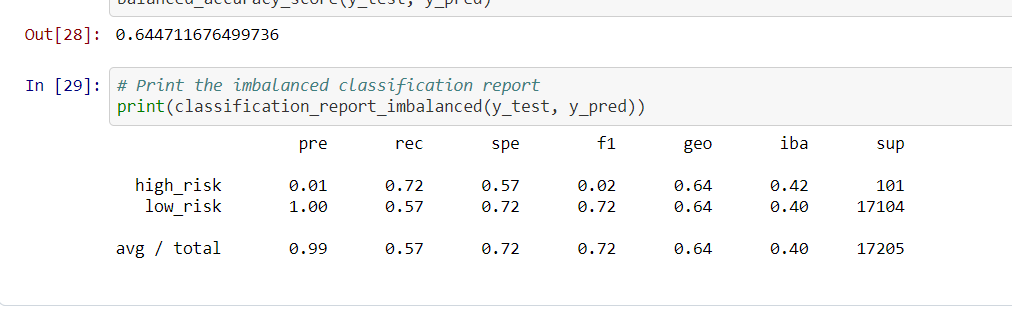 balanced_accuracy_score(y_test, y_pred)
Out[28]: 0.644711676499736
In [29]: # Print the imbalanced classification report
print(classification_report_imbalanced(y_test, y_pred))
pre rec spe f1 geo iba sup
high_risk 0.01 0.72 0.57 0.02 0.64 0.42 101
low_risk 1.00 0.57 0.72 0.72 0.64 0.40 17104
avg / total 0.99 0.57 0.72 0.72 0.64 0.40 17205